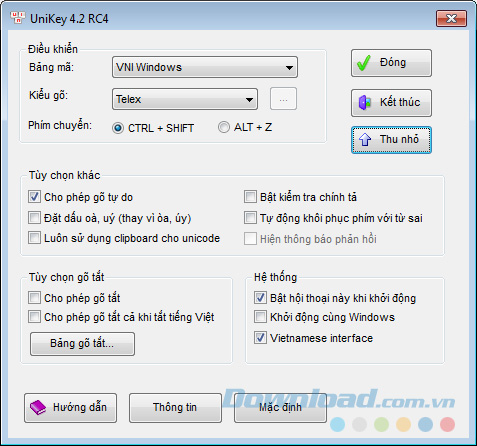 UniKey 4.2 RC4
Điều khiển
Bảng mã: VNI Windows
Đóng
Kiểu gõ: Telex ...
Kết thúc
Phím chuyển: CTRL + SHIFT ALT + Z
Thu nhỏ
Tùy chọn khác
Cho phép gõ tự do
Bật kiểm tra chính tả
Đặt dấu oà, uý (thay vì òa, úy)
Tự động khôi phục phím với từ sai
Luôn sử dụng clipboard cho unicode
Hiện thông báo phản hồi
Tùy chọn gõ tắt
Cho phép gõ tắt
Cho phép gõ tắt cả khi tắt tiếng Việt
Bảng gõ tắt...
Hệ thống
Bật hội thoại này khi khởi động
Khởi động cùng Windows
Vietnamese interface
Hướng dẫn
Thông tin
Mặc định
Download.com.vn